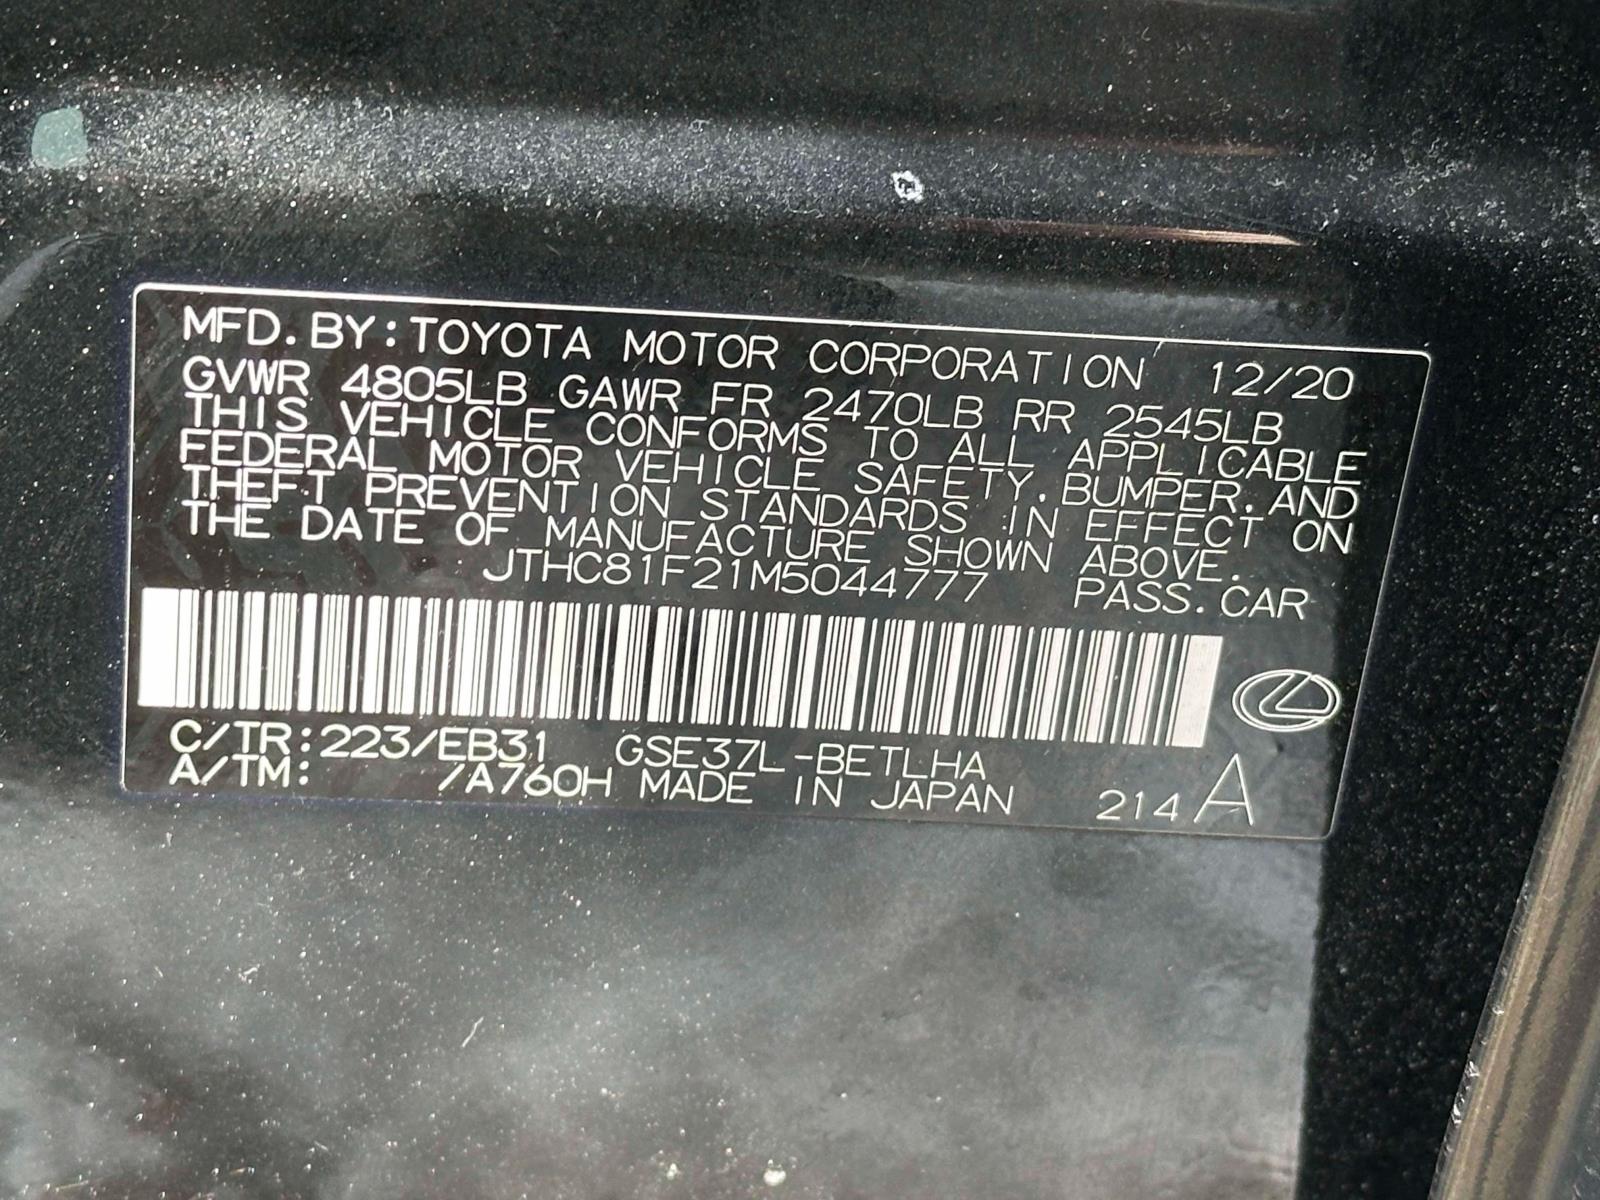 MFD. BY: TOYOTA MOTOR CORPORATION 12/20
GVWR 4805LB GAWR FR 2470LB RR 2545LB
THIS VEHICLE CONFORMS TO ALL APPLICABLE
FEDERAL MOTOR VEHICLE SAFETY, BUMPER, AND
THEFT PREVENTION STANDARDS IN EFFECT ON
THE DATE OF MANUFACTURE SHOWN ABOVE.
JTHC81F21M5044777 PASS. CAR
C/TR: 223/EB31 GSE37L-BETLHA
A/TM: /A760H MADE IN JAPAN 214 A